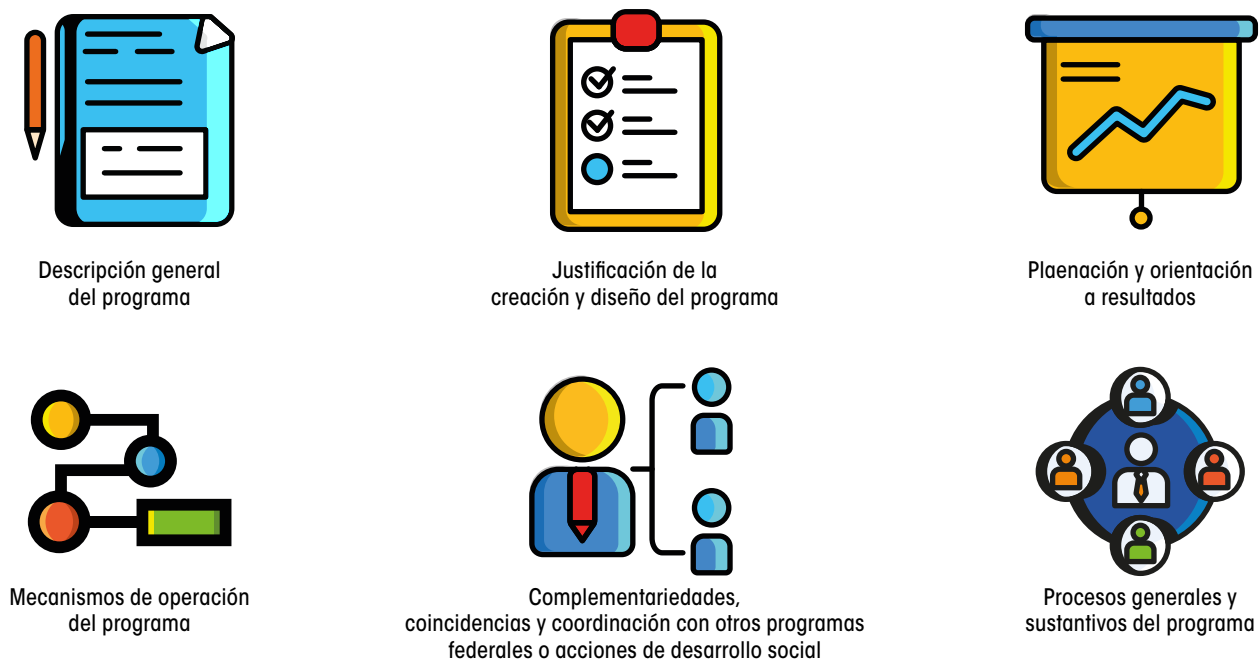 Descripción general
del programa
Justificación de la
creación y diseño del programa
Plaenación y orientación
a resultados
Mecanismos de operación
del programa
Complementariedades,
coincidencias y coordinación con otros programas
federales o acciones de desarrollo social
Procesos generales y
sustantivos del programa